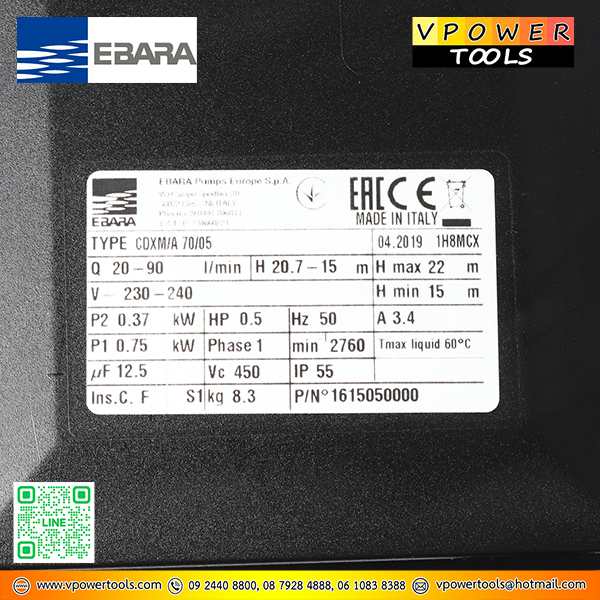 EBARA
VPOWER
TOOLS
EBARA Pumps Europe S.p.A.
EAC CE
EBARA
MADE IN ITALY
TYPE CDXM/A 70/05 04.2019 1H8MCX
Q 20-90 l/min H 20.7-15 m H max 22 m
V~ 230-240 H min 15 m
P2 0.37 kW HP 0.5 Hz 50 A 3.4
P1 0.75 kW Phase 1 min 2760 Tmax liquid 60°C
µF 12.5 Vc 450 IP 55
Ins.C. F S1 kg 8.3 P/N° 1615050000
LINE
www.vpowertools.com 09 2440 8800, 08 7928 4888, 06 1083 8388 vpowertools@hotmail.com